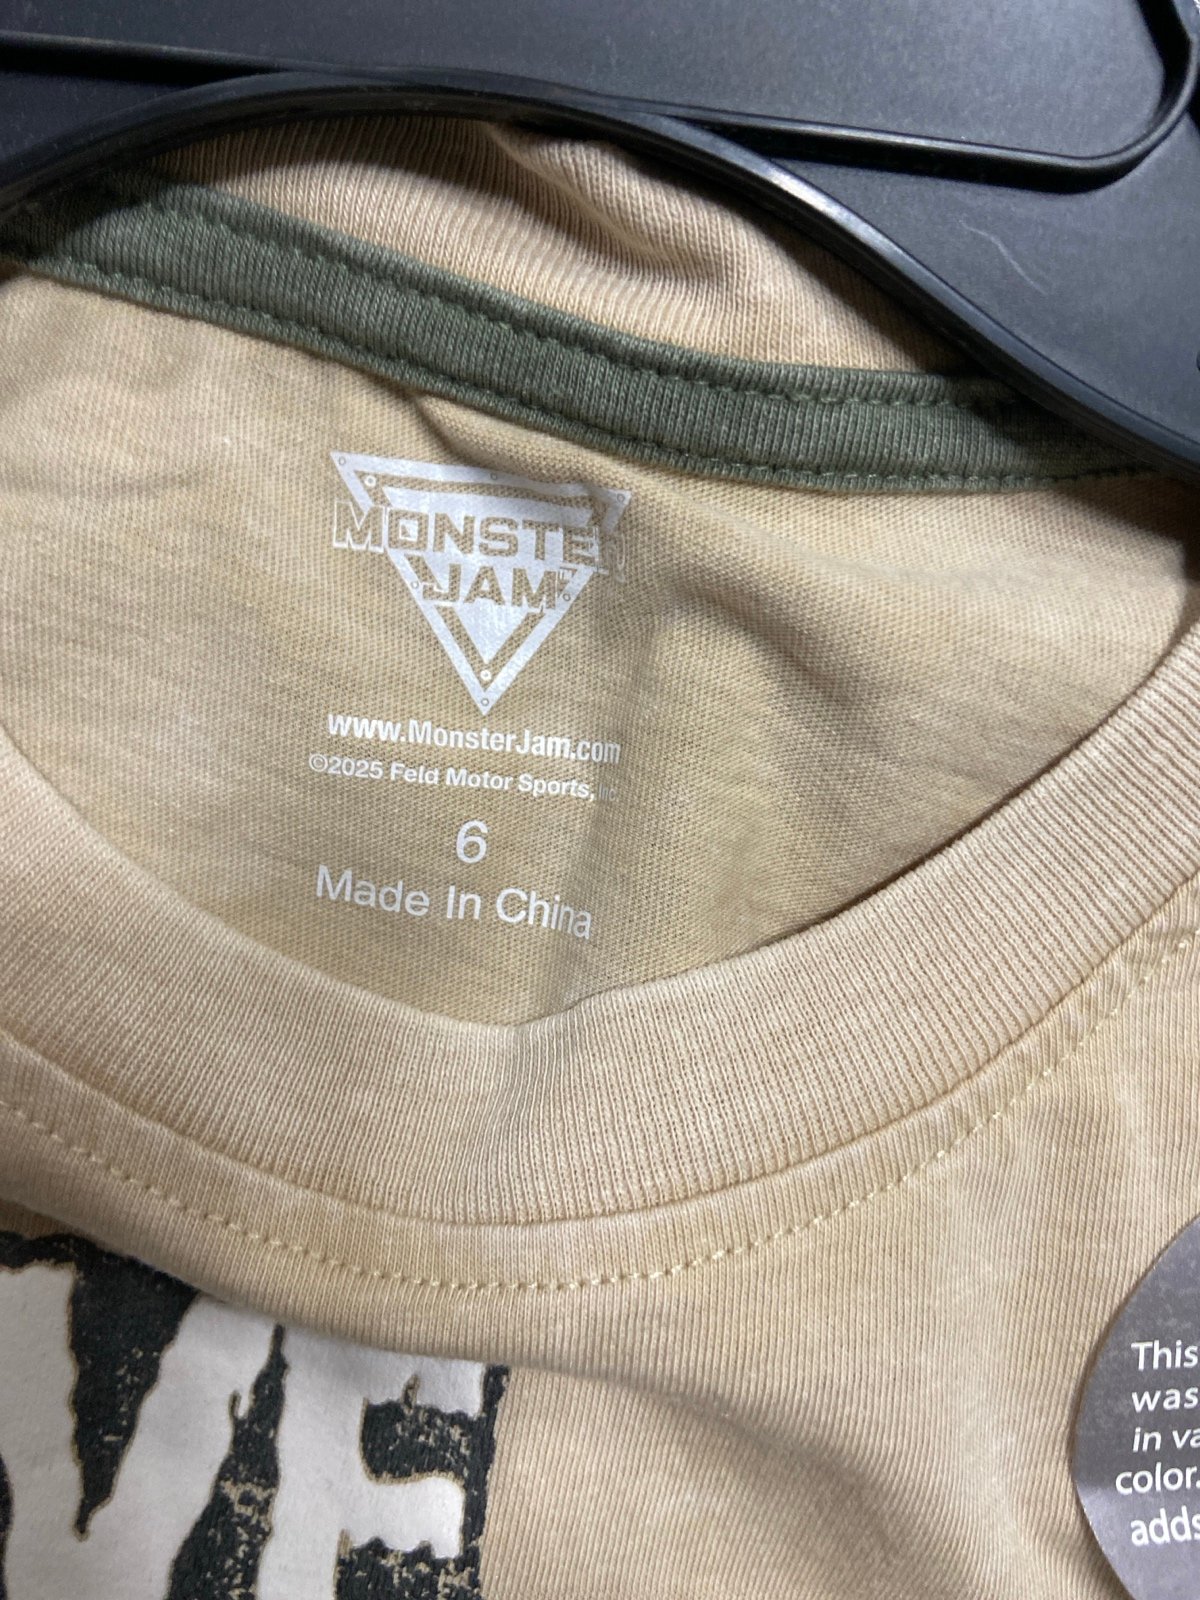 MONSTER
JAM
www.MonsterJam.com
©2025 Feld Motor Sports, Inc.
6
Made In China
This
was
in va
color.
adds